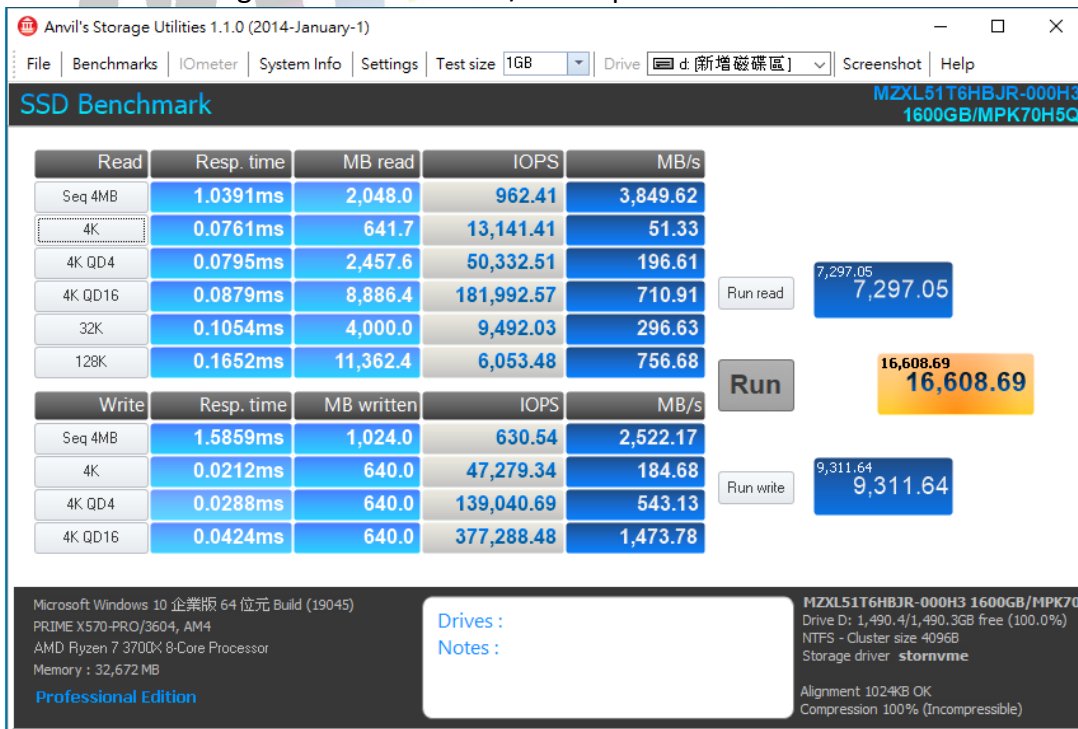 Anvil's Storage Utilities 1.1.0 (2014-January-1)
File Benchmarks IOmeter System Info Settings Test size 1GB Drive d: [新增磁碟區] Screenshot Help
SSD Benchmark
MZXL51T6HBJR-000H3
1600GB/MPK70H5Q
Read Resp. time MB read IOPS MB/s
Seq 4MB 1.0391ms 2,048.0 962.41 3,849.62
4K 0.0761ms 641.7 13,141.41 51.33
4K QD4 0.0795ms 2,457.6 50,332.51 196.61
4K QD16 0.0879ms 8,886.4 181,992.57 710.91
32K 0.1054ms 4,000.0 9,492.03 296.63
128K 0.1652ms 11,362.4 6,053.48 756.68
Run read
7,297.05
7,297.05
Run
16,608.69
16,608.69
Write Resp. time MB written IOPS MB/s
Seq 4MB 1.5859ms 1,024.0 630.54 2,522.17
4K 0.0212ms 640.0 47,279.34 184.68
4K QD4 0.0288ms 640.0 139,040.69 543.13
4K QD16 0.0424ms 640.0 377,288.48 1,473.78
Run write
9,311.64
9,311.64
Microsoft Windows 10 企業版 64 位元 Build (19045)
PRIME X570-PRO/3604, AM4
AMD Ryzen 7 3700X 8-Core Processor
Memory : 32,672 MB
Professional Edition
Drives :
Notes :
MZXL51T6HBJR-000H3 1600GB/MPK70
Drive D: 1,490.4/1,490.3GB free (100.0%)
NTFS - Cluster size 4096B
Storage driver stornvme
Alignment 1024KB OK
Compression 100% (Incompressible)